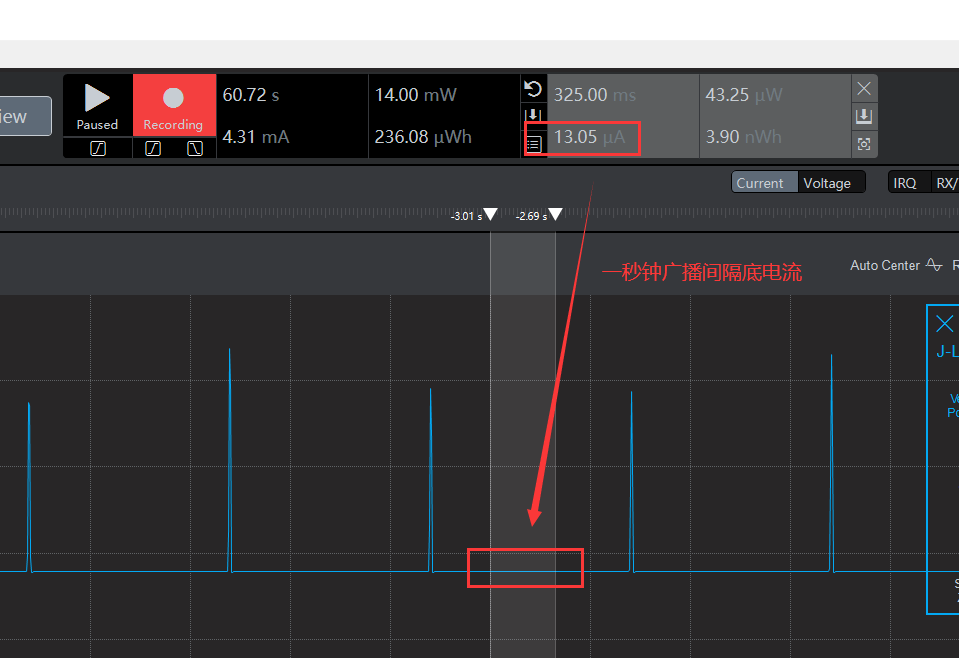 iew
Paused
Recording
60.72 s
4.31 mA
14.00 mW
236.08 µWh
325.00 ms
13.05 µA
43.25 µW
3.90 nWh
Current
Voltage
IRQ
RX/
-3.01 s
-2.69 s
一秒钟广播间隔底电流
Auto Center
R
J-L
Po